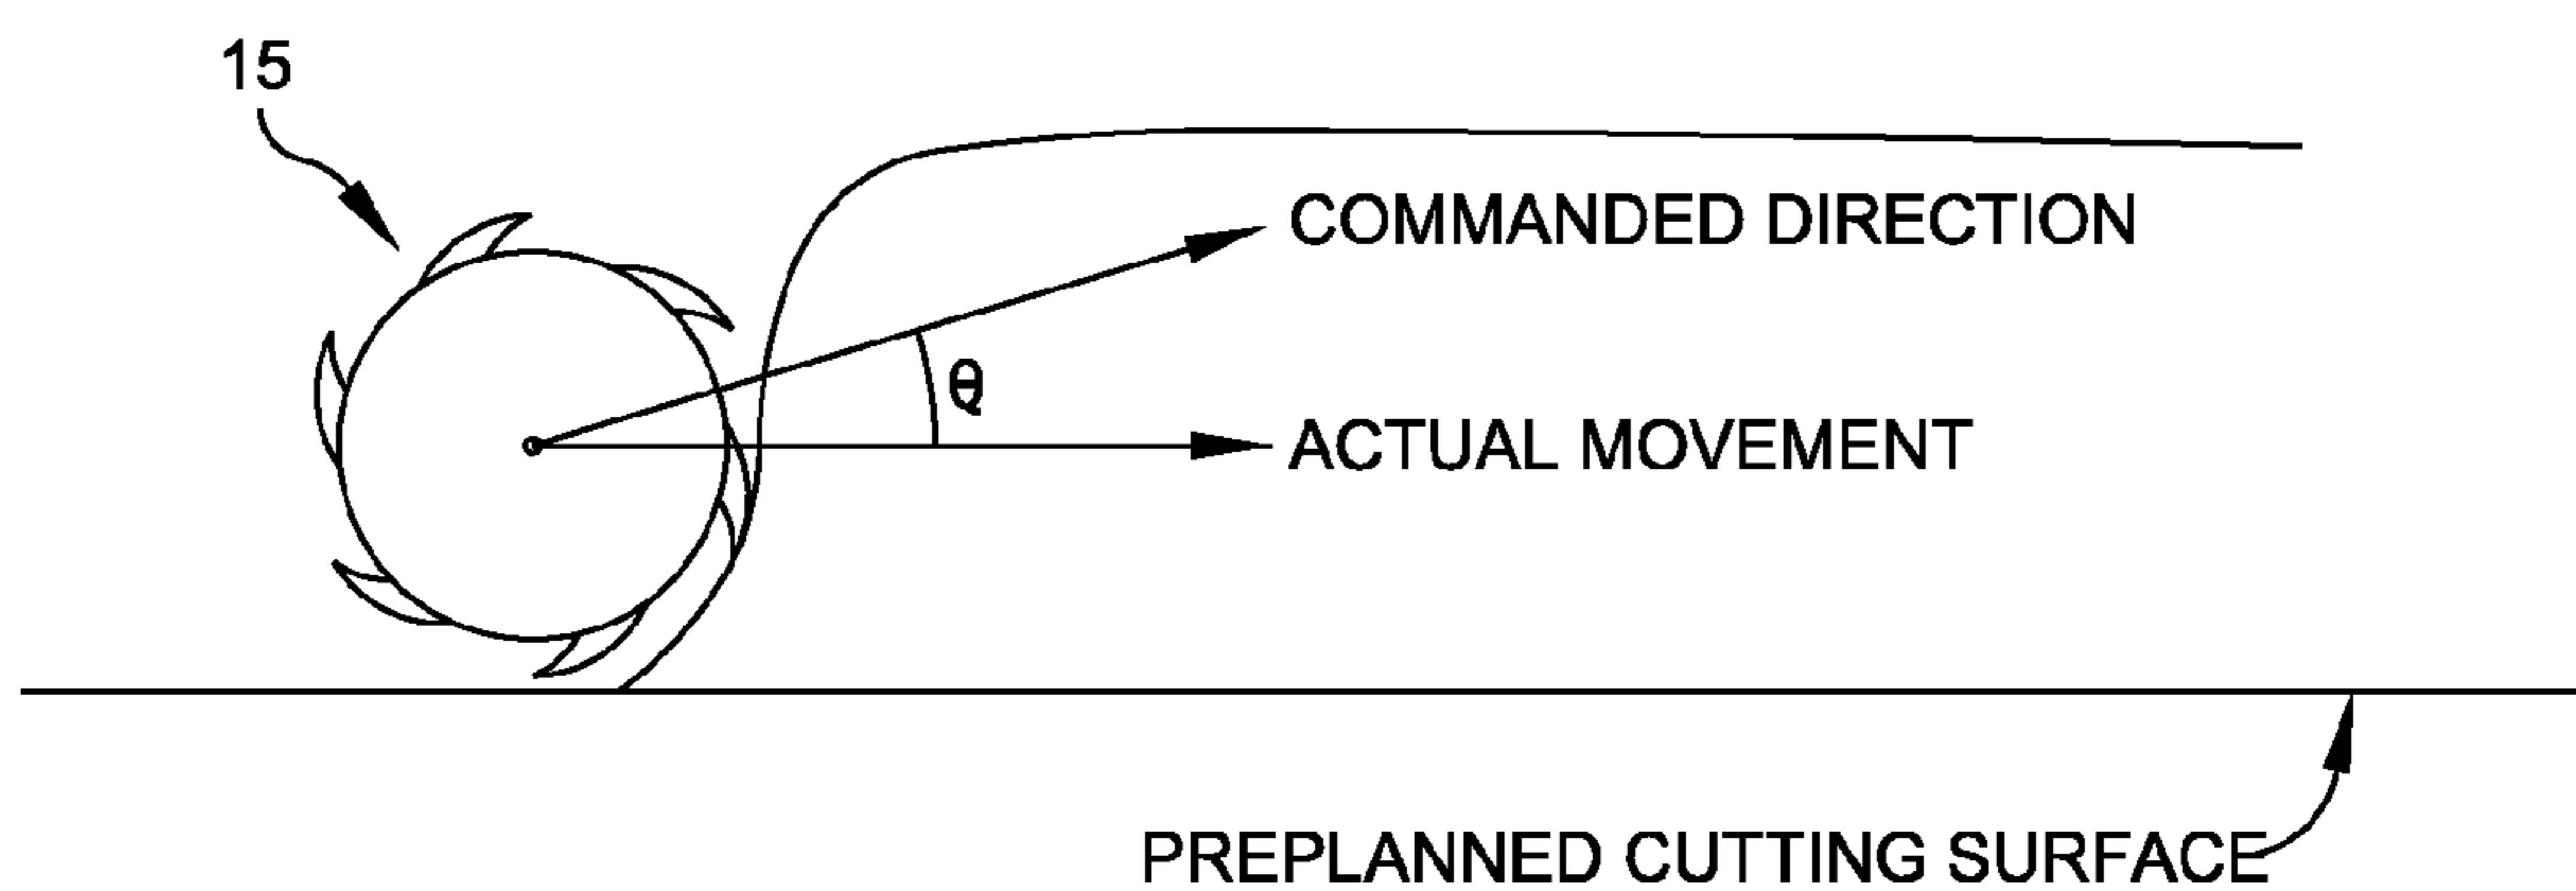 15
COMMANDED DIRECTION
θ
ACTUAL MOVEMENT
PREPLANNED CUTTING SURFACE